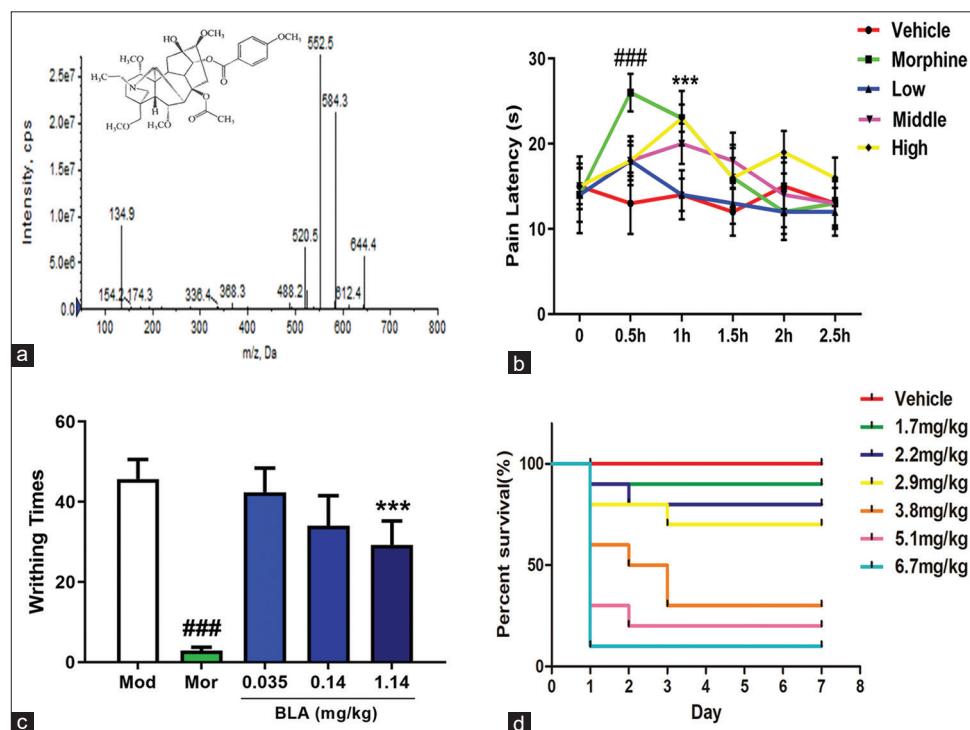 552.5
584.3
2.5e7
2.0e7
1.5e7
1.0e7
5.0e6
0.0
Intensity, cps
134.9
154.2
174.3
336.4
368.3
488.2
520.5
612.4
644.4
100 200 300 400 500 600 700 800
m/z, Da
HO
OCH₃
OCH₃
OCH₃
O
O
CH₃C
N
H
O
CH₃
O
CH₃O
OCH₃
a
Vehicle
Morphine
Low
Middle
High
###
***
30
20
10
0
Pain Latency (s)
0 0.5h 1h 1.5h 2h 2.5h
b
60
40
20
0
Writhing Times
###
***
Mod Mor 0.035 0.14 1.14
BLA (mg/kg)
c
Vehicle
1.7mg/kg
2.2mg/kg
2.9mg/kg
3.8mg/kg
5.1mg/kg
6.7mg/kg
100
50
0
Percent survival(%)
0 1 2 3 4 5 6 7 8
Day
d